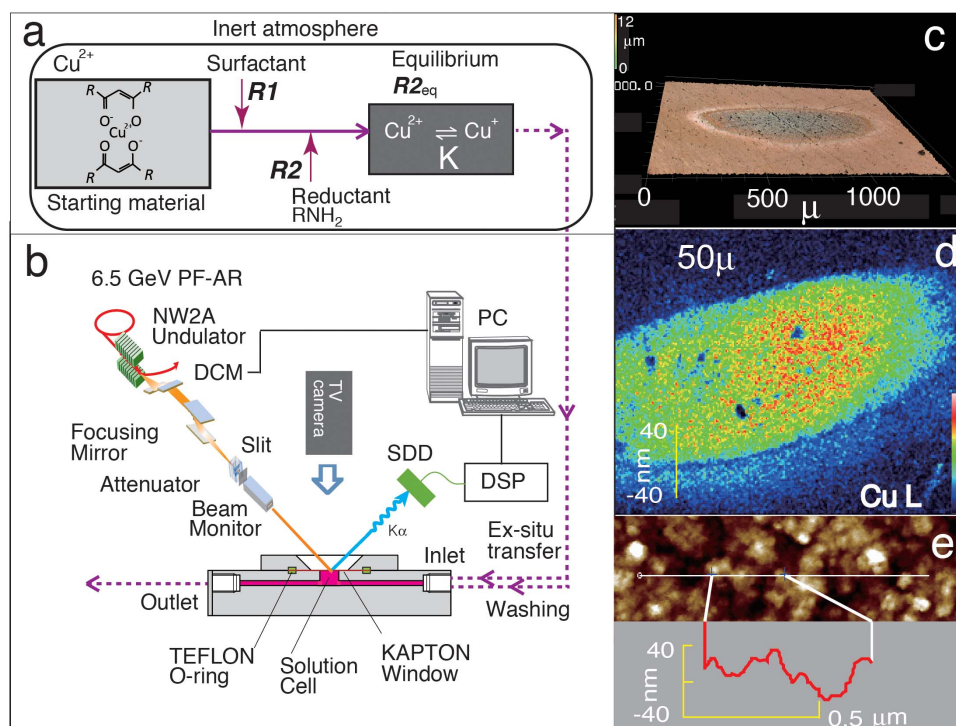 a
Inert atmosphere
Cu2+
Surfactant
R1
Equilibrium
R2eq
R R
O O-
Cu2+
-O O
R R
Cu2+ ⇌ Cu+
K
R2
Reductant
RNH2
Starting material
b
6.5 GeV PF-AR
NW2A
Undulator
DCM
PC
TV
camera
Focusing
Mirror
Slit
Attenuator
Beam
Monitor
SDD
DSP
Kα
Ex-situ
transfer
Inlet
Outlet
Washing
TEFLON
O-ring
Solution
Cell
KAPTON
Window
c
12
μm
0
000.0
0
500
1000
μ
d
50μ
40
nm
-40
Cu L
e
40
nm
-40
0.5 μm